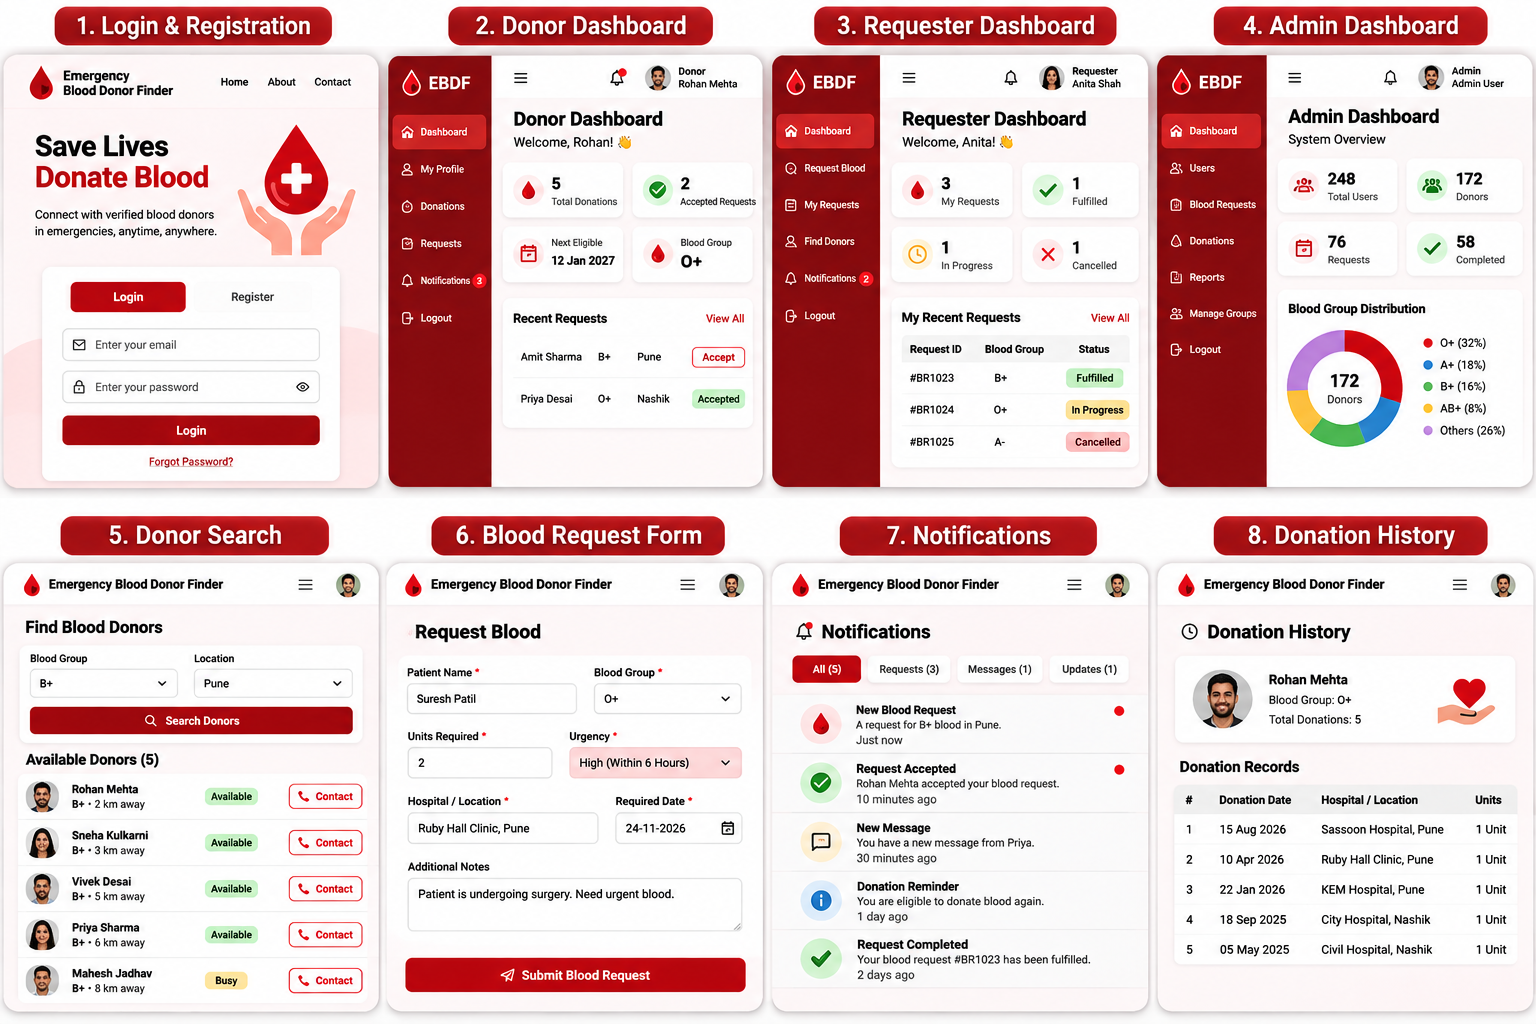 1. Login & Registration
Emergency
Blood Donor Finder
Home About Contact
Save Lives
Donate Blood
Connect with verified blood donors
in emergencies, anytime, anywhere.
Login Register
Enter your email
Enter your password
Login
Forgot Password?
2. Donor Dashboard
EBDF
Dashboard
My Profile
Donations
Requests
Notifications 3
Logout
Donor
Rohan Mehta
Donor Dashboard
Welcome, Rohan! 👋
5
Total Donations
2
Accepted Requests
Next Eligible
12 Jan 2027
Blood Group
O+
Recent Requests View All
Amit Sharma B+ Pune Accept
Priya Desai O+ Nashik Accepted
3. Requester Dashboard
EBDF
Dashboard
Request Blood
My Requests
Find Donors
Notifications 2
Logout
Requester
Anita Shah
Requester Dashboard
Welcome, Anita! 👋
3
My Requests
1
Fulfilled
1
In Progress
1
Cancelled
My Recent Requests View All
Request ID Blood Group Status
#BR1023 B+ Fuffilled
#BR1024 O+ In Progress
#BR1025 A- Cancelled
4. Admin Dashboard
EBDF
Dashboard
Users
Blood Requests
Donations
Reports
Manage Groups
Logout
Admin
Admin User
Admin Dashboard
System Overview
248
Total Users
172
Donors
76
Requests
58
Completed
Blood Group Distribution
172
Donors
O+ (32%)
A+ (18%)
B+ (16%)
AB+ (8%)
Others (26%)
5. Donor Search
Emergency Blood Donor Finder
Find Blood Donors
Blood Group Location
B+ Pune
Search Donors
Available Donors (5)
Rohan Mehta
B+ • 2 km away
Available Contact
Sneha Kulkarni
B+ • 3 km away
Available Contact
Vivek Desai
B+ • 5 km away
Available Contact
Priya Sharma
B+ • 6 km away
Available Contact
Mahesh Jadhav
B+ • 8 km away
Busy Contact
6. Blood Request Form
Emergency Blood Donor Finder
Request Blood
Patient Name * Blood Group *
Suresh Patil O+
Units Required * Urgency *
2 High (Within 6 Hours)
Hospital / Location * Required Date *
Ruby Hall Clinic, Pune 24-11-2026
Additional Notes
Patient is undergoing surgery. Need urgent blood.
Submit Blood Request
7. Notifications
Emergency Blood Donor Finder
Notifications
All (5) Requests (3) Messages (1) Updates (1)
New Blood Request
A request for B+ blood in Pune.
Just now
Request Accepted
Rohan Mehta accepted your blood request.
10 minutes ago
New Message
You have a new message from Priya.
30 minutes ago
Donation Reminder
You are eligible to donate blood again.
1 day ago
Request Completed
Your blood request #BR1023 has been fulfilled.
2 days ago
8. Donation History
Emergency Blood Donor Finder
Donation History
Rohan Mehta
Blood Group: O+
Total Donations: 5
Donation Records
# Donation Date Hospital / Location Units
1 15 Aug 2026 Sassoon Hospital, Pune 1 Unit
2 10 Apr 2026 Ruby Hall Clinic, Pune 1 Unit
3 22 Jan 2026 KEM Hospital, Pune 1 Unit
4 18 Sep 2025 City Hospital, Nashik 1 Unit
5 05 May 2025 Civil Hospital, Nashik 1 Unit